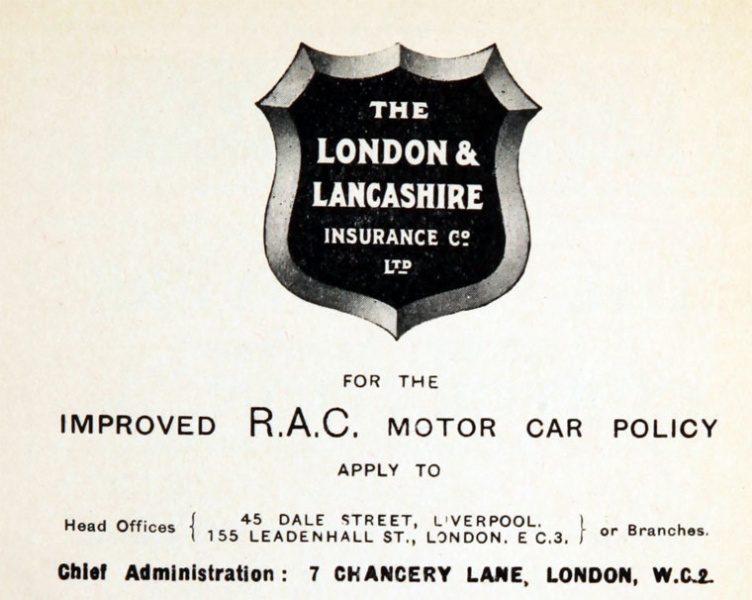 THE
LONDON &
LANCASHIRE
INSURANCE Cº
LTD
FOR THE
IMPROVED R.A.C. MOTOR CAR POLICY
APPLY TO
Head Offices { 45 DALE STREET, LIVERPOOL. } or Branches.
155 LEADENHALL ST., LONDON. E C.3.
Chief Administration: 7 CHANCERY LANE, LONDON, W.C.2.